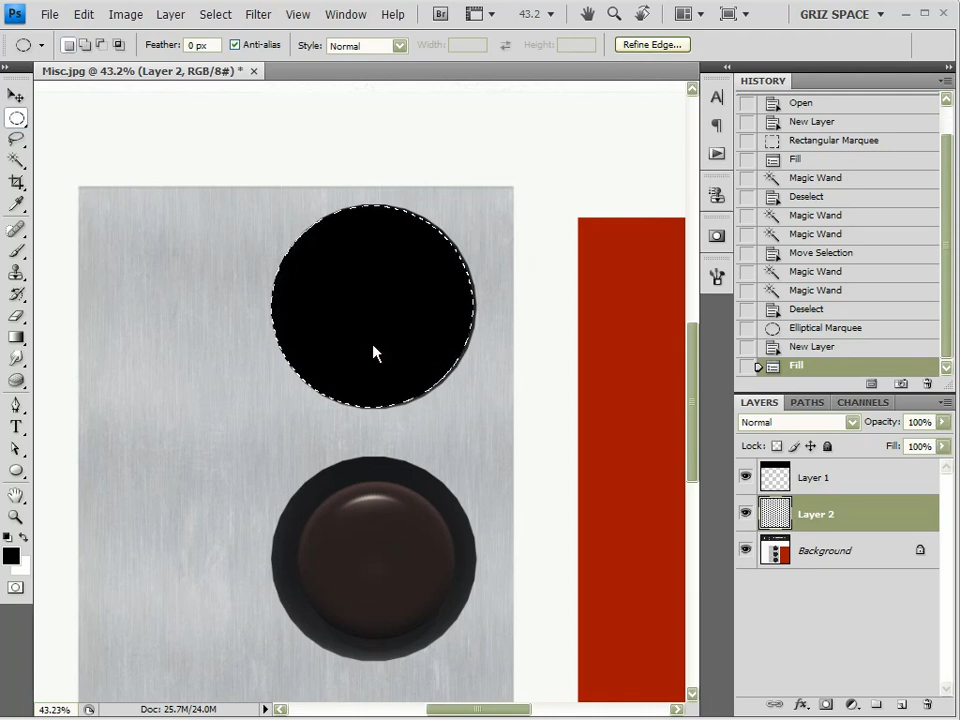 Ps File Edit Image Layer Select Filter View Window Help Br 43.2 GRIZ SPACE
Feather: 0 px Anti-alias Style: Normal Width: Height: Refine Edge...
Misc.jpg @ 43.2% (Layer 2, RGB/8#) *
HISTORY
Open
New Layer
Rectangular Marquee
Fill
Magic Wand
Deselect
Magic Wand
Magic Wand
Move Selection
Magic Wand
Magic Wand
Deselect
Elliptical Marquee
New Layer
Fill
LAYERS PATHS CHANNELS
Normal Opacity: 100%
Lock: Fill: 100%
Layer 1
Layer 2
Background
43.23% Doc: 25.7M/24.0M